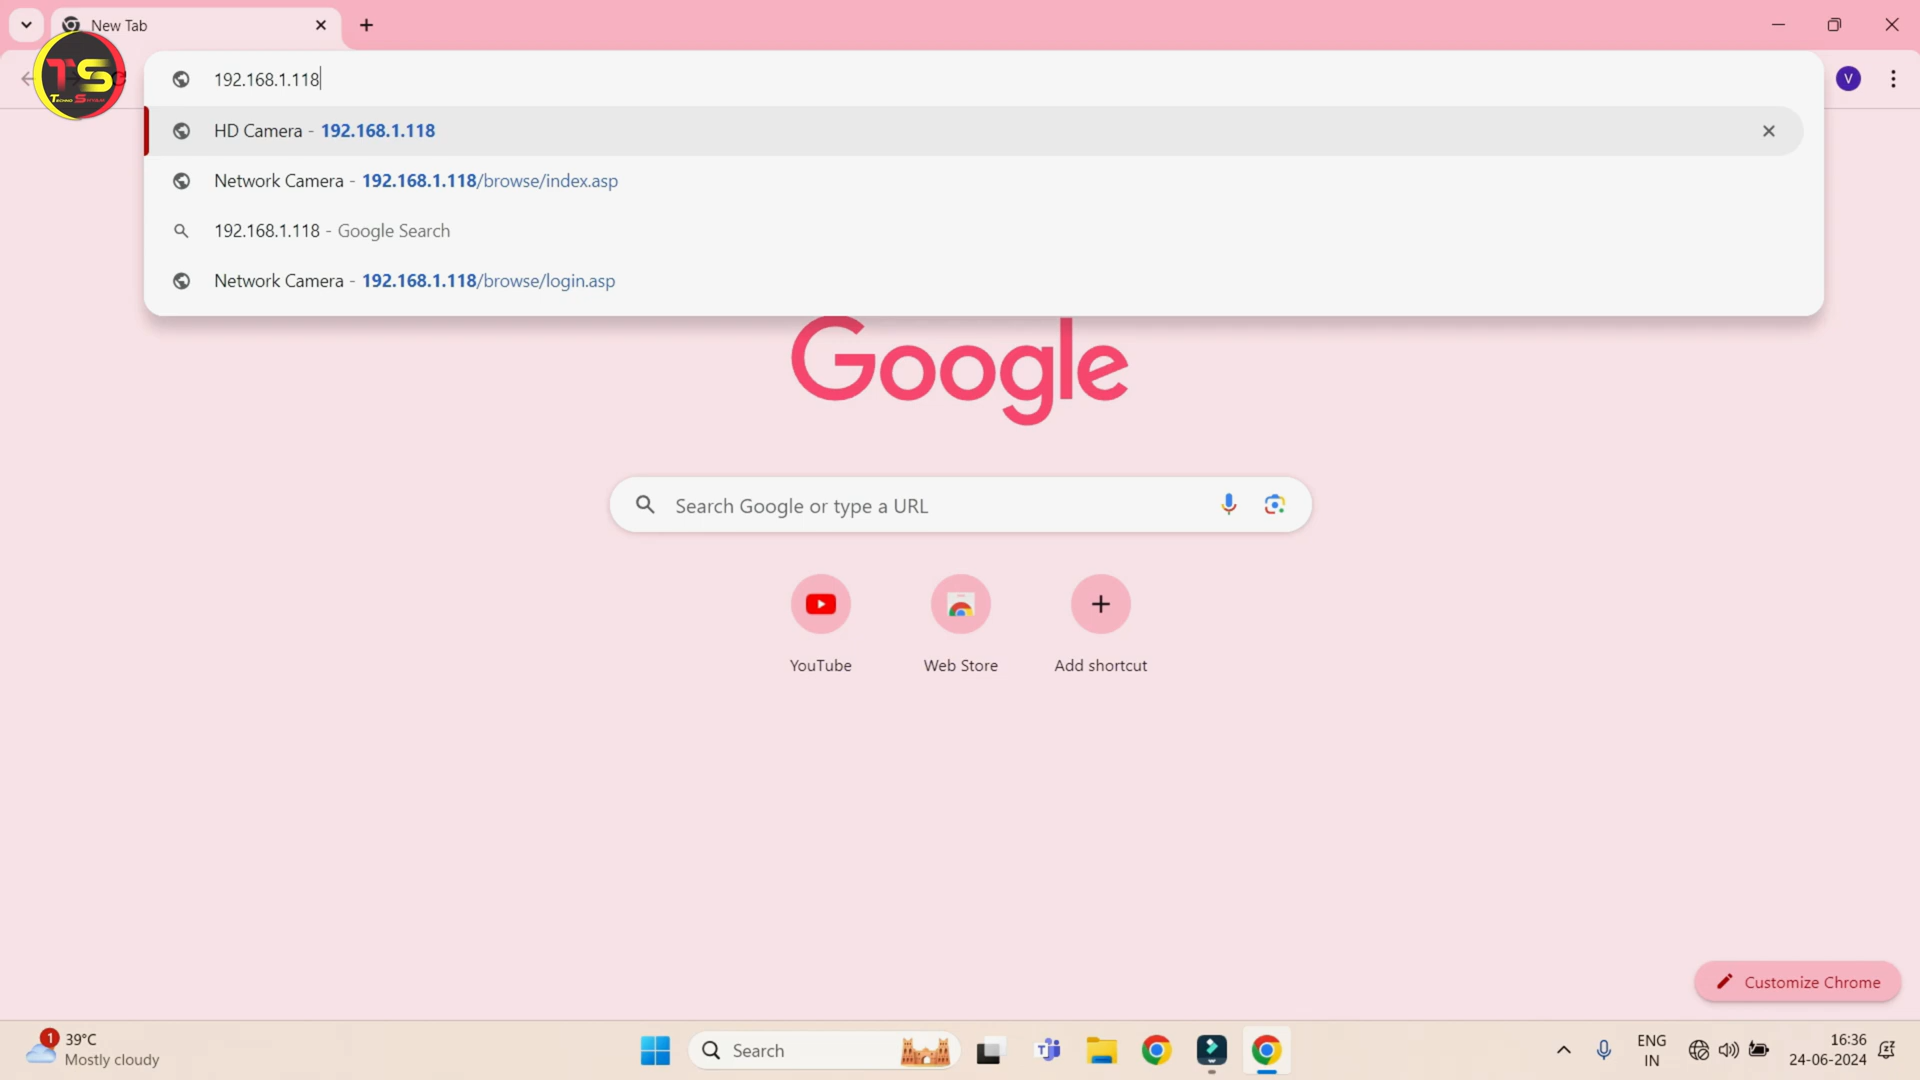 New Tab
TS
192.168.1.118
V
HD Camera - 192.168.1.118
Network Camera - 192.168.1.118/browse/index.asp
192.168.1.118 - Google Search
Network Camera - 192.168.1.118/browse/login.asp
Google
Search Google or type a URL
YouTube
Web Store
Add shortcut
Customize Chrome
1
39°C
Mostly cloudy
Search
ENG
IN
16:36
24-06-2024